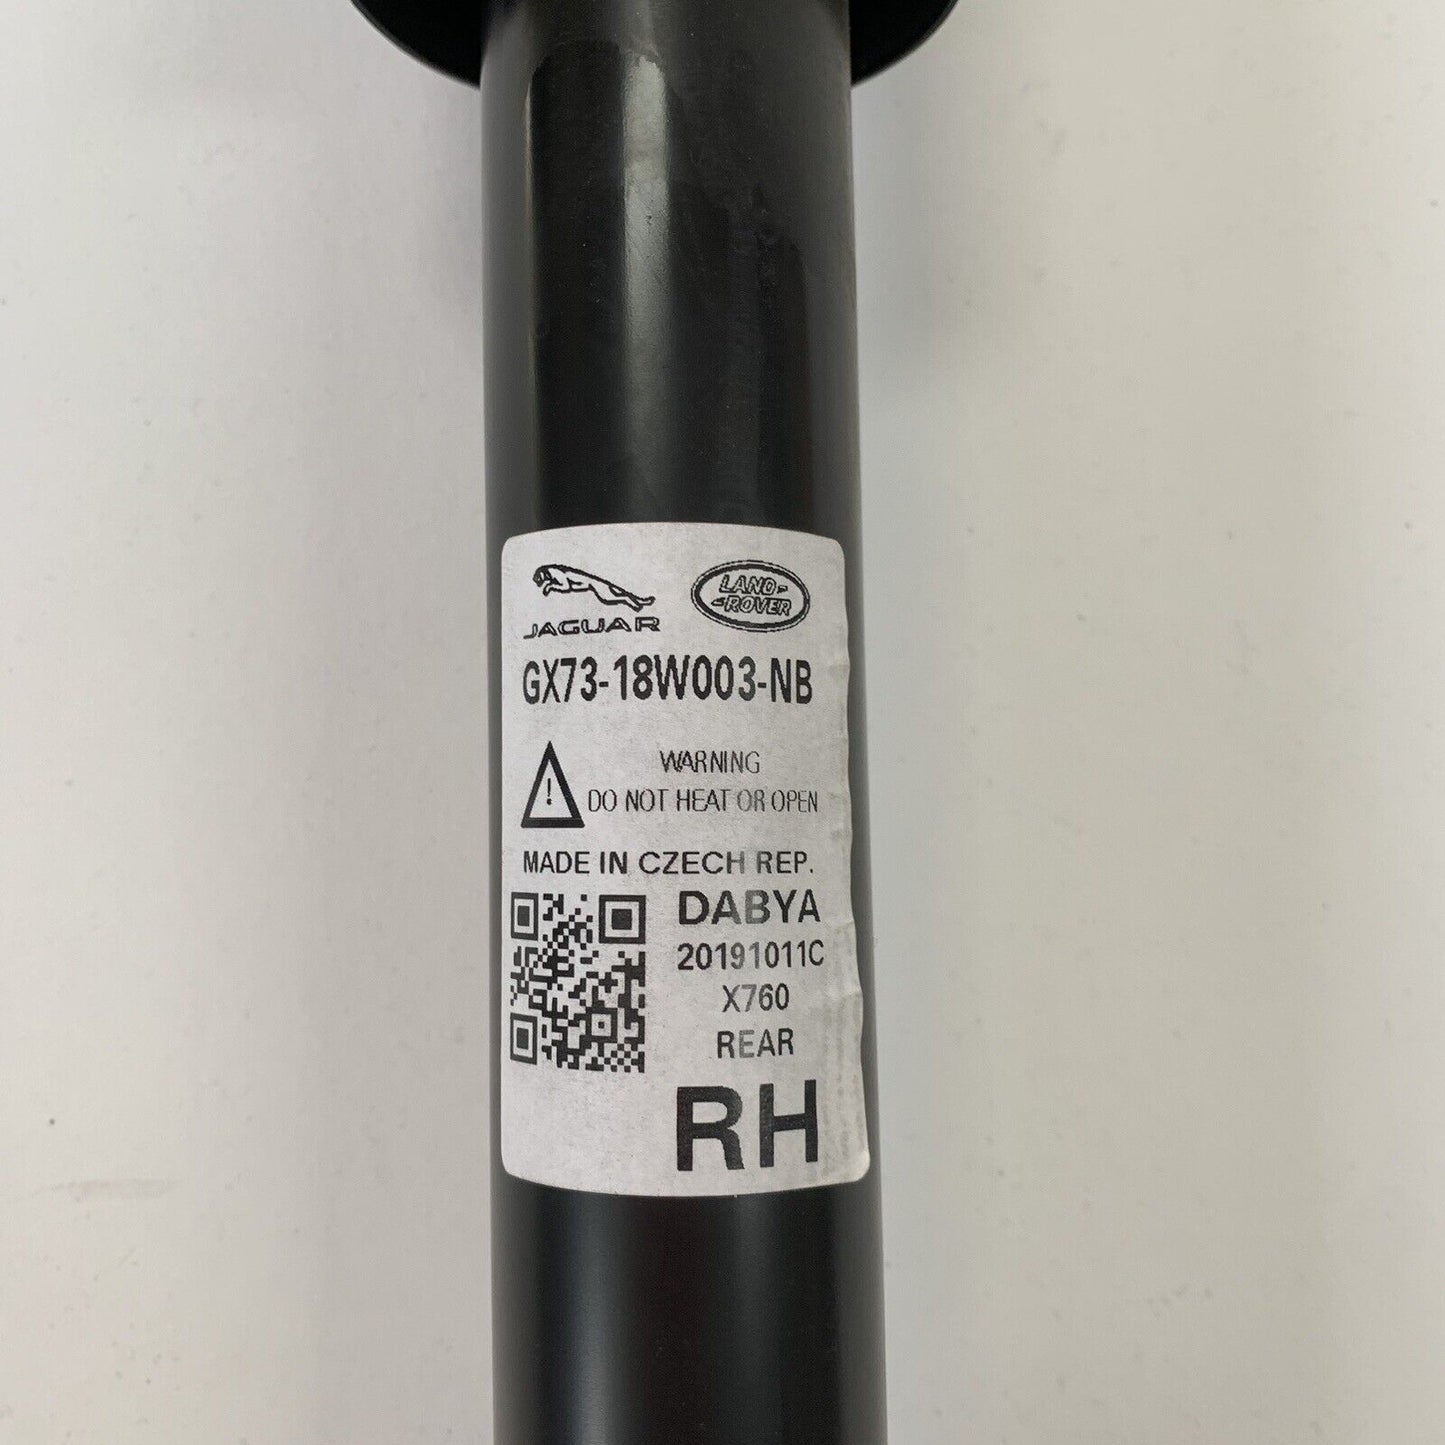 JAGUAR
LAND-
-ROVER
GX73-18W003-NB
WARNING
! DO NOT HEAT OR OPEN
MADE IN CZECH REP.
DABYA
20191011C
X760
REAR
RH